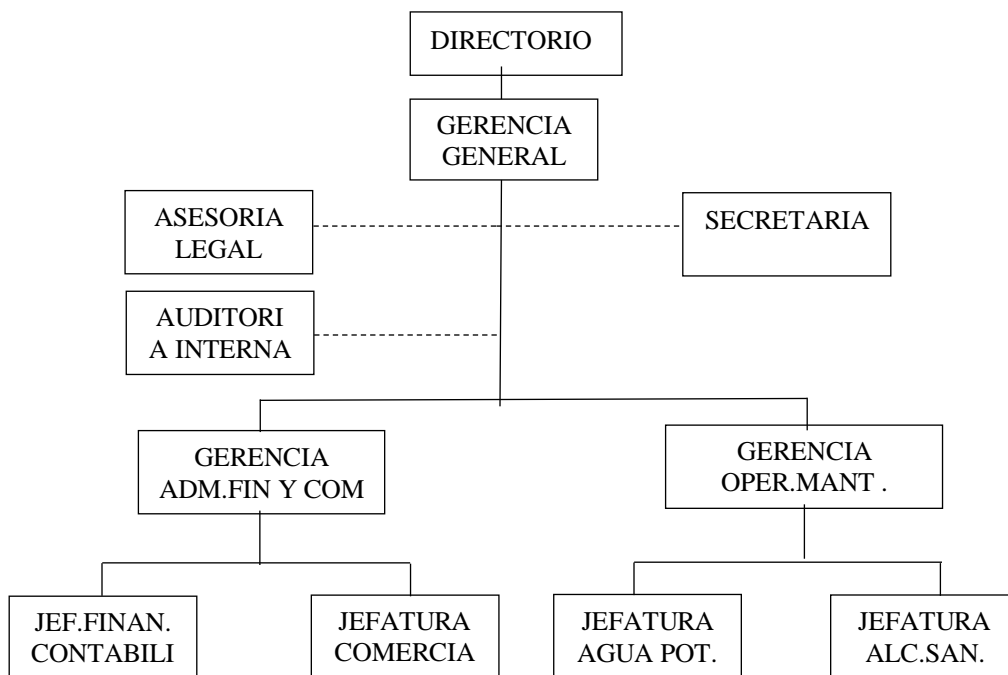 DIRECTORIO
GERENCIA
GENERAL
ASESORIA
LEGAL
SECRETARIA
AUDITORI
A INTERNA
GERENCIA
ADM.FIN Y COM
GERENCIA
OPER.MANT .
JEF.FINAN.
CONTABILI
JEFATURA
COMERCIA
JEFATURA
AGUA POT.
JEFATURA
ALC.SAN.